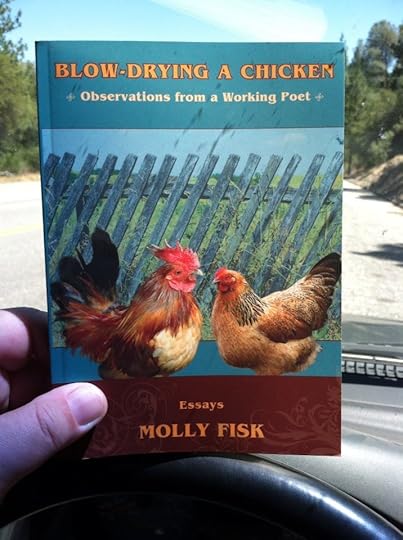 BLOW-DRYING A CHICKEN
Observations from a Working Poet
Essays
MOLLY FISK